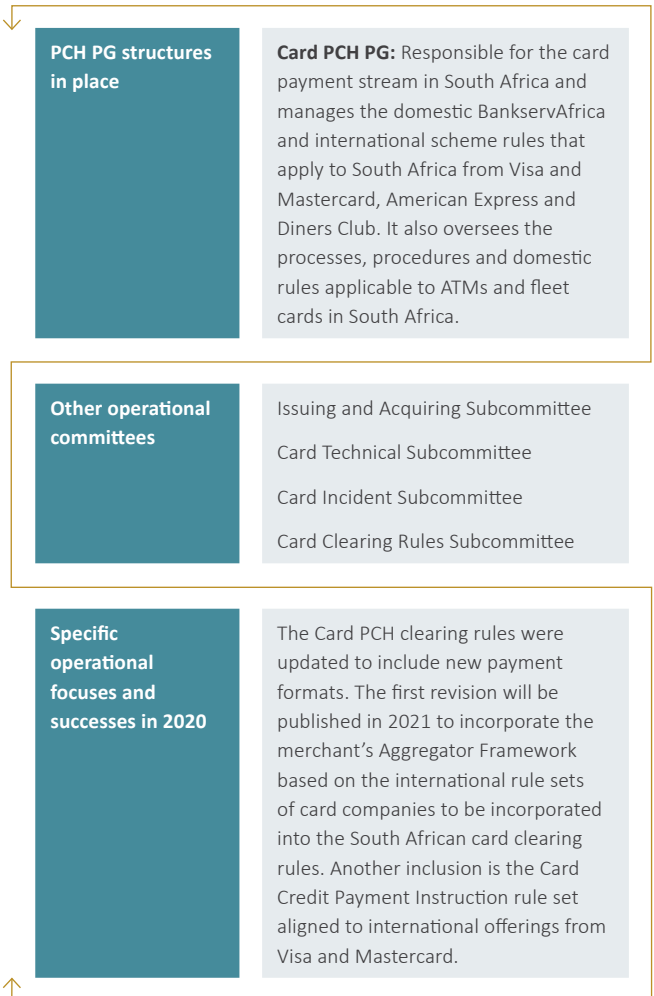 PCH PG structures
in place
Card PCH PG: Responsible for the card
payment stream in South Africa and
manages the domestic BankservAfrica
and international scheme rules that
apply to South Africa from Visa and
Mastercard, American Express and
Diners Club. It also oversees the
processes, procedures and domestic
rules applicable to ATMs and fleet
cards in South Africa.
Other operational
committees
Issuing and Acquiring Subcommittee
Card Technical Subcommittee
Card Incident Subcommittee
Card Clearing Rules Subcommittee
Specific
operational
focuses and
successes in 2020
The Card PCH clearing rules were
updated to include new payment
formats. The first revision will be
published in 2021 to incorporate the
merchant’s Aggregator Framework
based on the international rule sets
of card companies to be incorporated
into the South African card clearing
rules. Another inclusion is the Card
Credit Payment Instruction rule set
aligned to international offerings from
Visa and Mastercard.